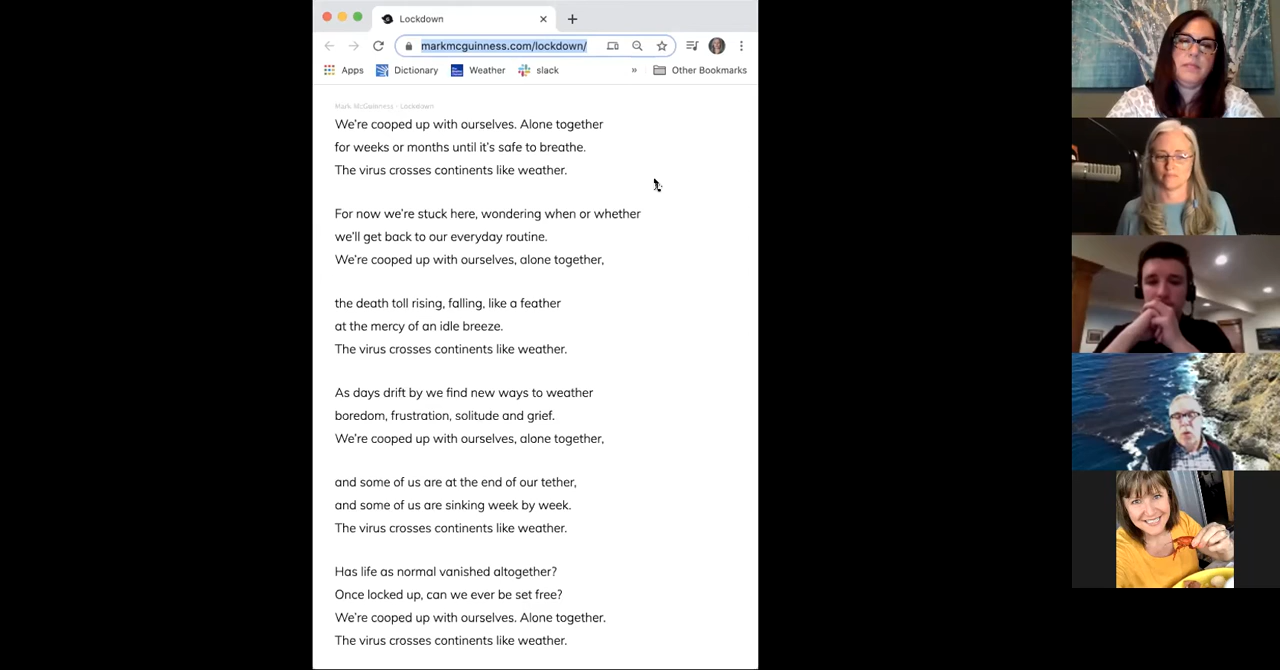 Lockdown
markmcguinness.com/lockdown/
Apps Dictionary Weather slack » Other Bookmarks
Mark McGuinness - Lockdown
We're cooped up with ourselves. Alone together
for weeks or months until it's safe to breathe.
The virus crosses continents like weather.
For now we're stuck here, wondering when or whether
we'll get back to our everyday routine.
We're cooped up with ourselves, alone together,
the death toll rising, falling, like a feather
at the mercy of an idle breeze.
The virus crosses continents like weather.
As days drift by we find new ways to weather
boredom, frustration, solitude and grief.
We're cooped up with ourselves, alone together,
and some of us are at the end of our tether,
and some of us are sinking week by week.
The virus crosses continents like weather.
Has life as normal vanished altogether?
Once locked up, can we ever be set free?
We're cooped up with ourselves. Alone together.
The virus crosses continents like weather.